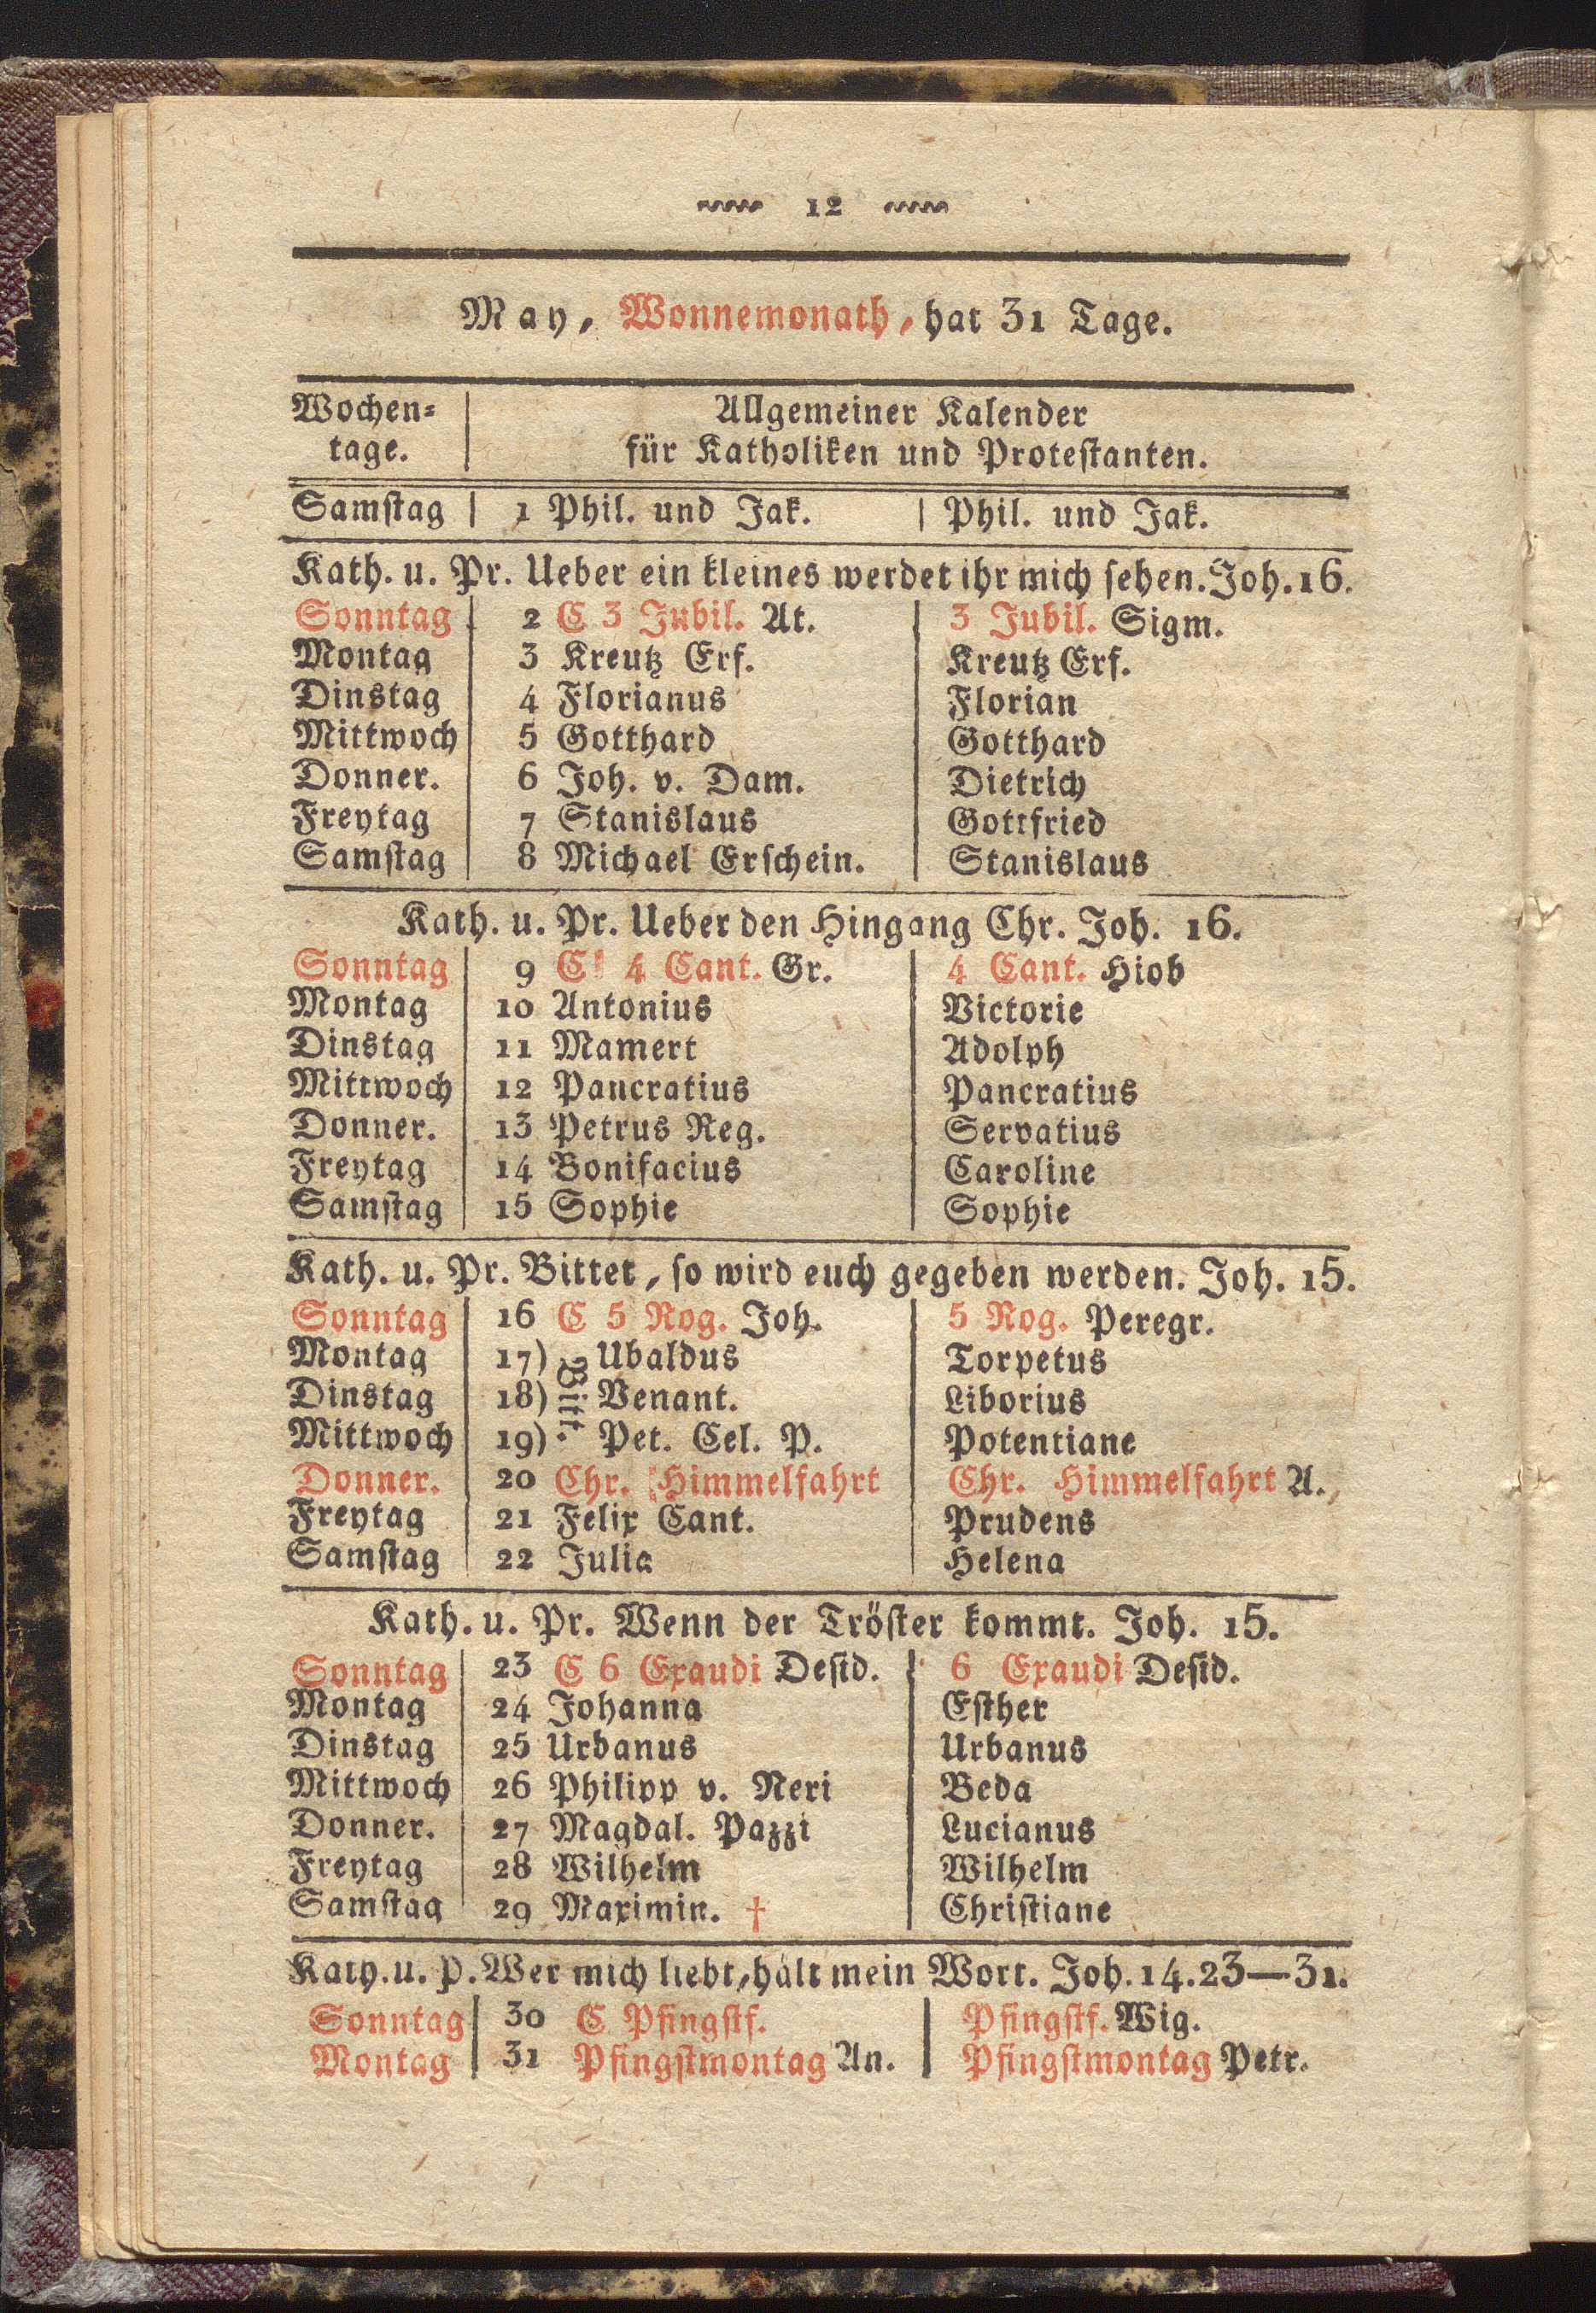 12
May, Wonnemonath, hat 31 Tage.
Wochen-
tage.
Allgemeiner Kalender
für Katholiken und Protestanten.
Samstag | 1 Phil. und Jak. | Phil. und Jak.
Kath. u. Pr. Ueber ein kleines werdet ihr mich sehen. Joh. 16.
Sonntag | 2 C 3 Jubil. At. | 3 Jubil. Sigm.
Montag | 3 Kreutz Erf. | Kreutz Erf.
Dinstag | 4 Florianus | Florian
Mittwoch | 5 Gotthard | Gotthard
Donner. | 6 Joh. v. Dam. | Dietrich
Freytag | 7 Stanislaus | Gottfried
Samstag | 8 Michael Erschein. | Stanislaus
Kath. u. Pr. Ueber den Hingang Chr. Joh. 16.
Sonntag | 9 C 4 Cant. Gr. | 4 Cant. Hiob
Montag | 10 Antonius | Victorie
Dinstag | 11 Mamert | Adolph
Mittwoch | 12 Pancratius | Pancratius
Donner. | 13 Petrus Reg. | Servatius
Freytag | 14 Bonifacius | Caroline
Samstag | 15 Sophie | Sophie
Kath. u. Pr. Bittet, so wird euch gegeben werden. Joh. 15.
Sonntag | 16 C 5 Rog. Joh. | 5 Rog. Peregr.
Montag | 17) Ubaldus | Torpetus
Dinstag | 18) Bitt. Venant. | Liborius
Mittwoch | 19) Pet. Cel. P. | Potentiane
Donner. | 20 Chr. Himmelfahrt | Chr. Himmelfahrt A.
Freytag | 21 Felix Cant. | Prudens
Samstag | 22 Julia | Helena
Kath. u. Pr. Wenn der Tröster kommt. Joh. 15.
Sonntag | 23 C 6 Exaudi Desid. | 6 Exaudi Desid.
Montag | 24 Johanna | Esther
Dinstag | 25 Urbanus | Urbanus
Mittwoch | 26 Philipp v. Neri | Beda
Donner. | 27 Magdal. Pazzi | Lucianus
Freytag | 28 Wilhelm | Wilhelm
Samstag | 29 Maximin. † | Christiane
Kath. u. P. Wer mich liebt, hält mein Wort. Joh. 14. 23—31.
Sonntag | 30 C Pfingstf. | Pfingstf. Wig.
Montag | 31 Pfingstmontag An. | Pfingstmontag Petr.